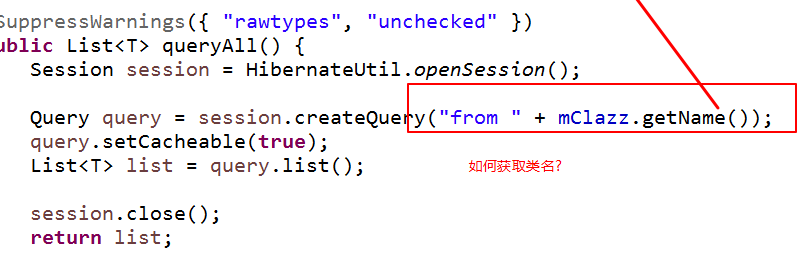 SuppressWarnings({ "rawtypes", "unchecked" })
ublic List<T> queryAll() {
Session session = HibernateUtil.openSession();
Query query = session.createQuery("from " + mClazz.getName());
query.setCacheable(true);
List<T> list = query.list();
如何获取类名?
session.close();
return list;